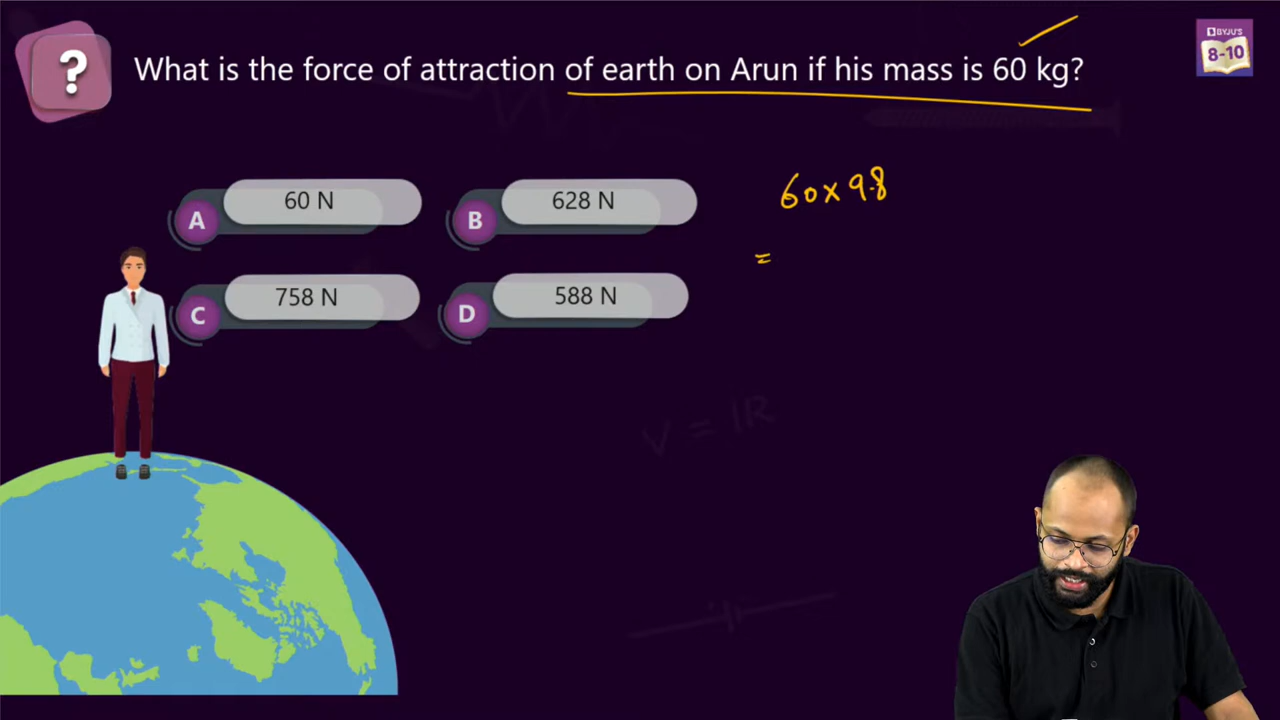 ?
What is the force of attraction of earth on Arun if his mass is 60 kg?
BYJU'S
8-10
A 60 N
B 628 N
60 x 9.8
=
C 758 N
D 588 N
V = IR